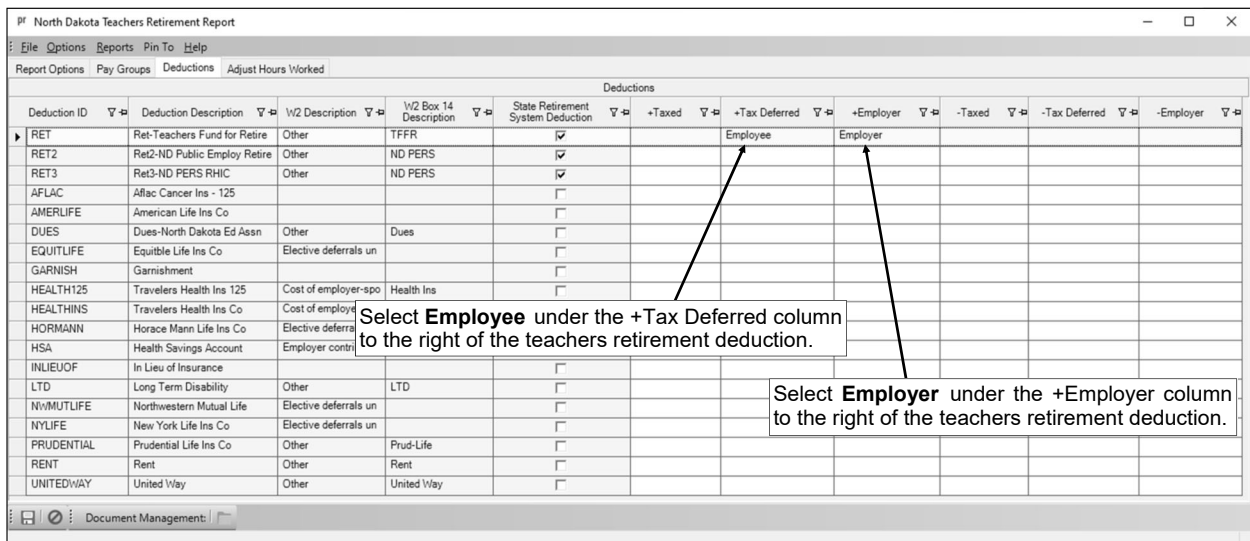 pr North Dakota Teachers Retirement Report
File Options Reports Pin To Help
Report Options Pay Groups Deductions Adjust Hours Worked
Deductions
Deduction ID Deduction Description W2 Description W2 Box 14 Description State Retirement System Deduction +Taxed +Tax Deferred +Employer -Taxed -Tax Deferred -Employer
RET Ret-Teachers Fund for Retire Other TFFR Employee Employer
RET2 Ret2-ND Public Employ Retire Other ND PERS
RET3 Ret3-ND PERS RHIC Other ND PERS
AFLAC Aflac Cancer Ins - 125
AMERLIFE American Life Ins Co
DUES Dues-North Dakota Ed Assn Other Dues
EQUITLIFE Equitble Life Ins Co Elective deferrals un
GARNISH Garnishment
HEALTH125 Travelers Health Ins 125 Cost of employer-spo Health Ins
HEALTHINS Travelers Health Ins Co Cost of employe
HORMANN Horace Mann Life Ins Co Elective deferra
HSA Health Savings Account Employer contri
INLIEUOF In Lieu of Insurance
LTD Long Term Disability Other LTD
NWMUTLIFE Northwestern Mutual Life Elective deferrals un
NYLIFE New York Life Ins Co Elective deferrals un
PRUDENTIAL Prudential Life Ins Co Other Prud-Life
RENT Rent Other Rent
UNITEDWAY United Way Other United Way
Select Employee under the +Tax Deferred column
to the right of the teachers retirement deduction.
Select Employer under the +Employer column
to the right of the teachers retirement deduction.
Document Management: